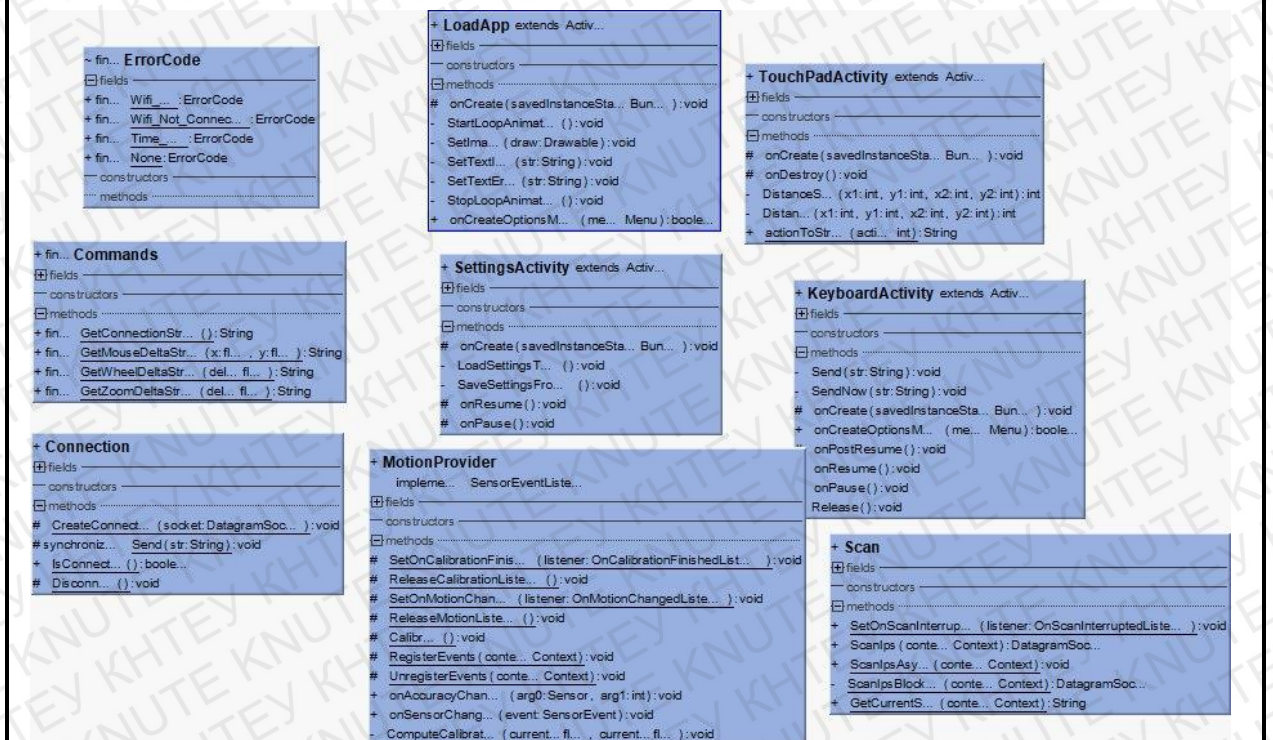 ~ fin... ErrorCode
fields
+ fin... Wifi_... :ErrorCode
+ fin... Wifi_Not_Connec... :ErrorCode
+ fin... Time_... :ErrorCode
+ fin... None:ErrorCode
constructors
methods
+ LoadApp extends Activ...
fields
constructors
methods
# onCreate(savedInstanceSta... Bun... ):void
- StartLoopAnimat... ():void
- SetIma... (draw:Drawable):void
- SetTextI... (str:String):void
- SetTextEr... (str:String):void
- StopLoopAnimat... ():void
+ onCreateOptionsM... (me... Menu):boole...
+ TouchPadActivity extends Activ...
fields
constructors
methods
# onCreate(savedInstanceSta... Bun... ):void
# onDestroy():void
- DistanceS... (x1:int, y1:int, x2:int, y2:int):int
- Distan... (x1:int, y1:int, x2:int, y2:int):int
+ actionToStr... (acti... int):String
+ fin... Commands
fields
constructors
methods
+ fin... GetConnectionStr... ():String
+ fin... GetMouseDeltaStr... (x:fl... , y:fl... ):String
+ fin... GetWheelDeltaStr... (del... fl... ):String
+ fin... GetZoomDeltaStr... (del... fl... ):String
+ SettingsActivity extends Activ...
fields
constructors
methods
# onCreate(savedInstanceSta... Bun... ):void
- LoadSettingsT... ():void
- SaveSettingsFro... ():void
# onResume():void
# onPause():void
+ KeyboardActivity extends Activ...
fields
constructors
methods
- Send(str:String):void
- SendNow(str:String):void
# onCreate(savedInstanceSta... Bun... ):void
+ onCreateOptionsM... (me... Menu):boole...
onPostResume():void
onResume():void
onPause():void
Release():void
+ Connection
fields
constructors
methods
# CreateConnect... (socket:DatagramSoc... ):void
# synchroniz... Send(str:String):void
+ IsConnect... ():boole...
# Disconn... ():void
+ MotionProvider
impleme... SensorEventListe...
fields
constructors
methods
# SetOnCalibrationFinis... (listener:OnCalibrationFinishedList... ):void
# ReleaseCalibrationListe... ():void
# SetOnMotionChan... (listener:OnMotionChangedListe... ):void
# ReleaseMotionListe... ():void
# Calibr... ():void
# RegisterEvents(conte... Context):void
# UnregisterEvents(conte... Context):void
+ onAccuracyChan... (arg0:Sensor, arg1:int):void
+ onSensorChang... (event:SensorEvent):void
- ComputeCalibrat... (current... fl... , current... fl... ):void
+ Scan
fields
constructors
methods
+ SetOnScanInterrup... (listener:OnScanInterruptedListe... ):void
+ ScanIps(conte... Context):DatagramSoc...
+ ScanIpsAsy... (conte... Context):void
- ScanIpsBlock... (conte... Context):DatagramSoc...
+ GetCurrentS... (conte... Context):String